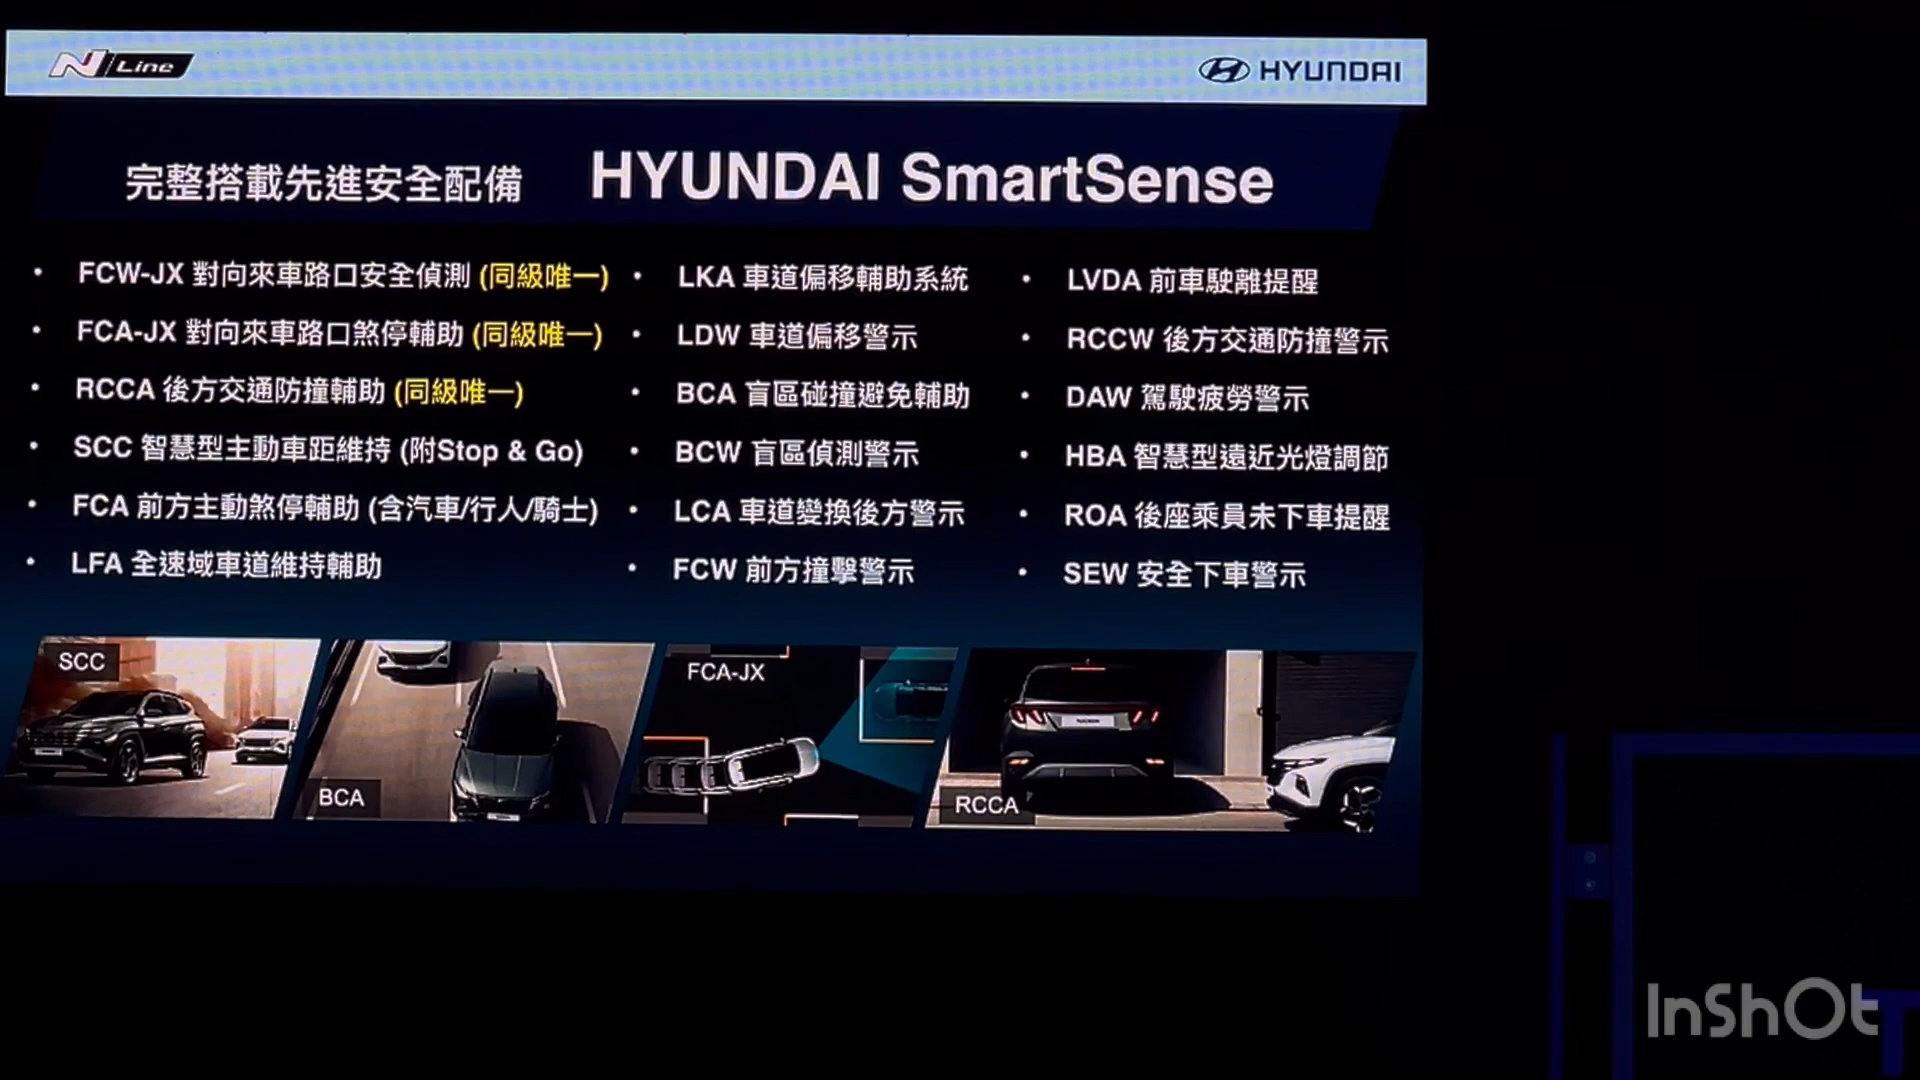 N Line
HYUNDAI
完整搭載先進安全配備 HYUNDAI SmartSense
• FCW-JX 對向來車路口安全偵測 (同級唯一)
• FCA-JX 對向來車路口煞停輔助 (同級唯一)
• RCCA 後方交通防撞輔助 (同級唯一)
• SCC 智慧型主動車距維持 (附Stop & Go)
• FCA 前方主動煞停輔助 (含汽車/行人/騎士)
• LFA 全速域車道維持輔助
• LKA 車道偏移輔助系統
• LDW 車道偏移警示
• BCA 盲區碰撞避免輔助
• BCW 盲區偵測警示
• LCA 車道變換後方警示
• FCW 前方撞擊警示
• LVDA 前車駛離提醒
• RCCW 後方交通防撞警示
• DAW 駕駛疲勞警示
• HBA 智慧型遠近光燈調節
• ROA 後座乘員未下車提醒
• SEW 安全下車警示
SCC
BCA
FCA-JX
RCCA
TUCSON
InShOt